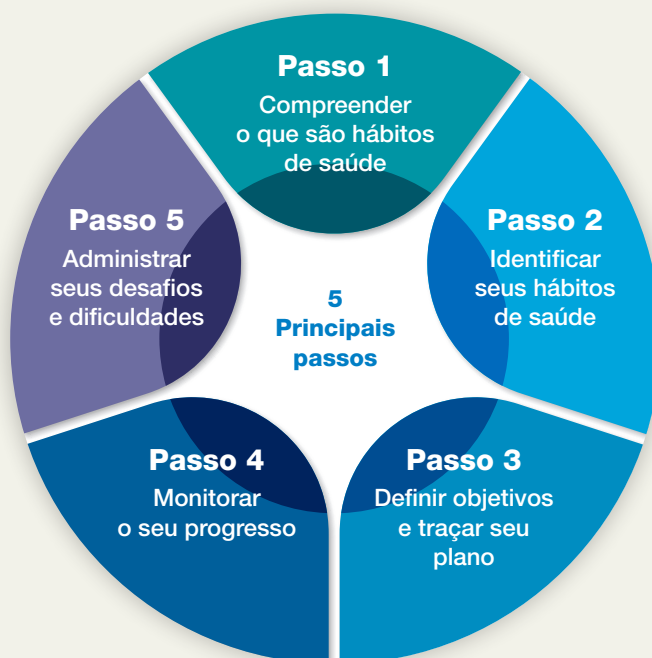 Passo 1
Compreender
o que são hábitos
de saúde
Passo 2
Identificar
seus hábitos
de saúde
Passo 3
Definir objetivos
e traçar seu
plano
Passo 4
Monitorar
o seu progresso
Passo 5
Administrar
seus desafios
e dificuldades
5
Principais
passos